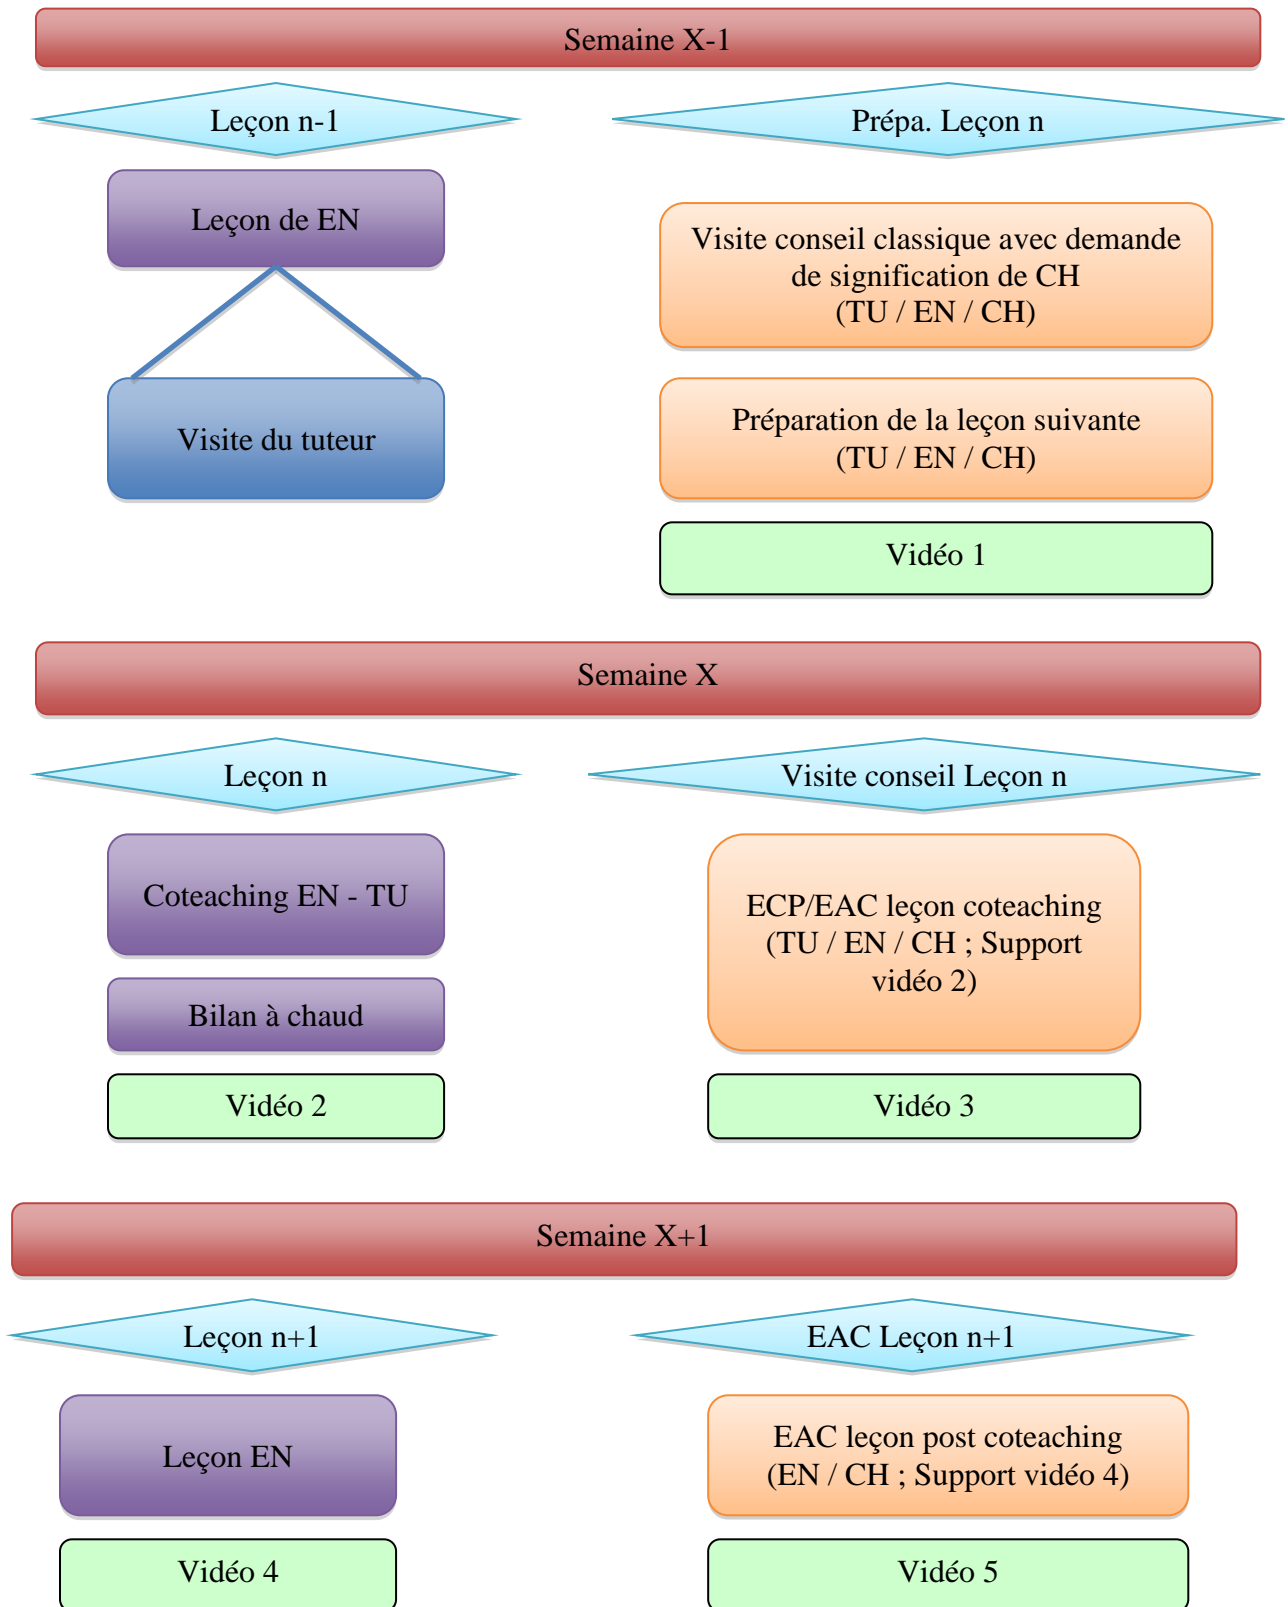 Semaine X-1
Leçon n-1
Prépa. Leçon n
Leçon de EN
Visite du tuteur
Visite conseil classique avec demande
de signification de CH
(TU / EN / CH)
Préparation de la leçon suivante
(TU / EN / CH)
Vidéo 1
Semaine X
Leçon n
Visite conseil Leçon n
Coteaching EN - TU
Bilan à chaud
Vidéo 2
ECP/EAC leçon coteaching
(TU / EN / CH ; Support
vidéo 2)
Vidéo 3
Semaine X+1
Leçon n+1
EAC Leçon n+1
Leçon EN
Vidéo 4
EAC leçon post coteaching
(EN / CH ; Support vidéo 4)
Vidéo 5